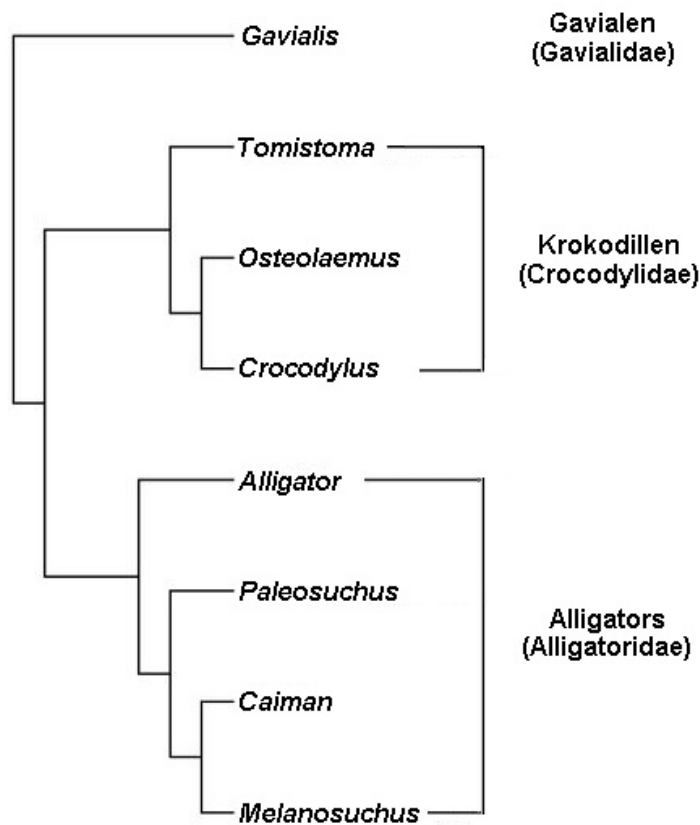 Gavialis
Gavialen
(Gavialidae)
Tomistoma
Osteolaemus
Krokodillen
(Crocodylidae)
Crocodylus
Alligator
Paleosuchus
Alligators
(Alligatoridae)
Caiman
Melanosuchus